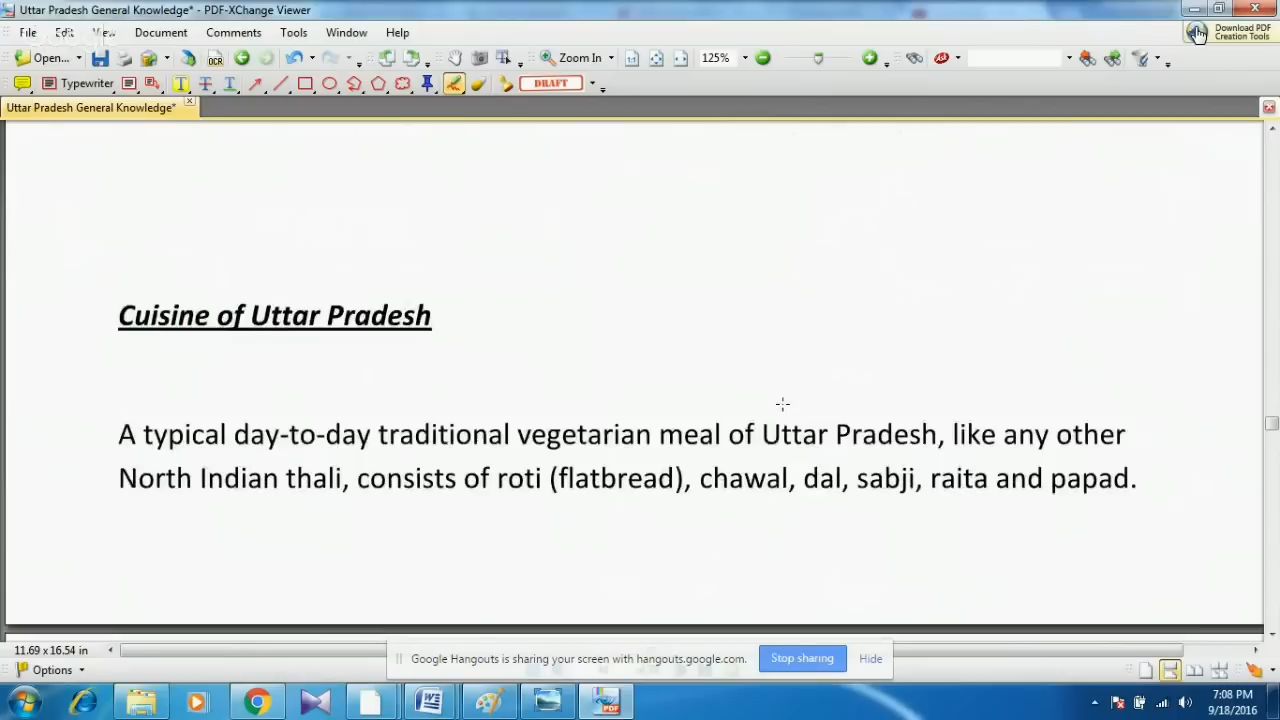 Uttar Pradesh General Knowledge* - PDF-XChange Viewer
File Edit View Document Comments Tools Window Help
Download PDF
Creation Tools
Open...
OCR
Zoom In
125%
Typewriter
DRAFT
Uttar Pradesh General Knowledge*
Cuisine of Uttar Pradesh
A typical day-to-day traditional vegetarian meal of Uttar Pradesh, like any other
North Indian thali, consists of roti (flatbread), chawal, dal, sabji, raita and papad.
11.69 x 16.54 in
Google Hangouts is sharing your screen with hangouts.google.com. Stop sharing Hide
Options
7:08 PM
9/18/2016